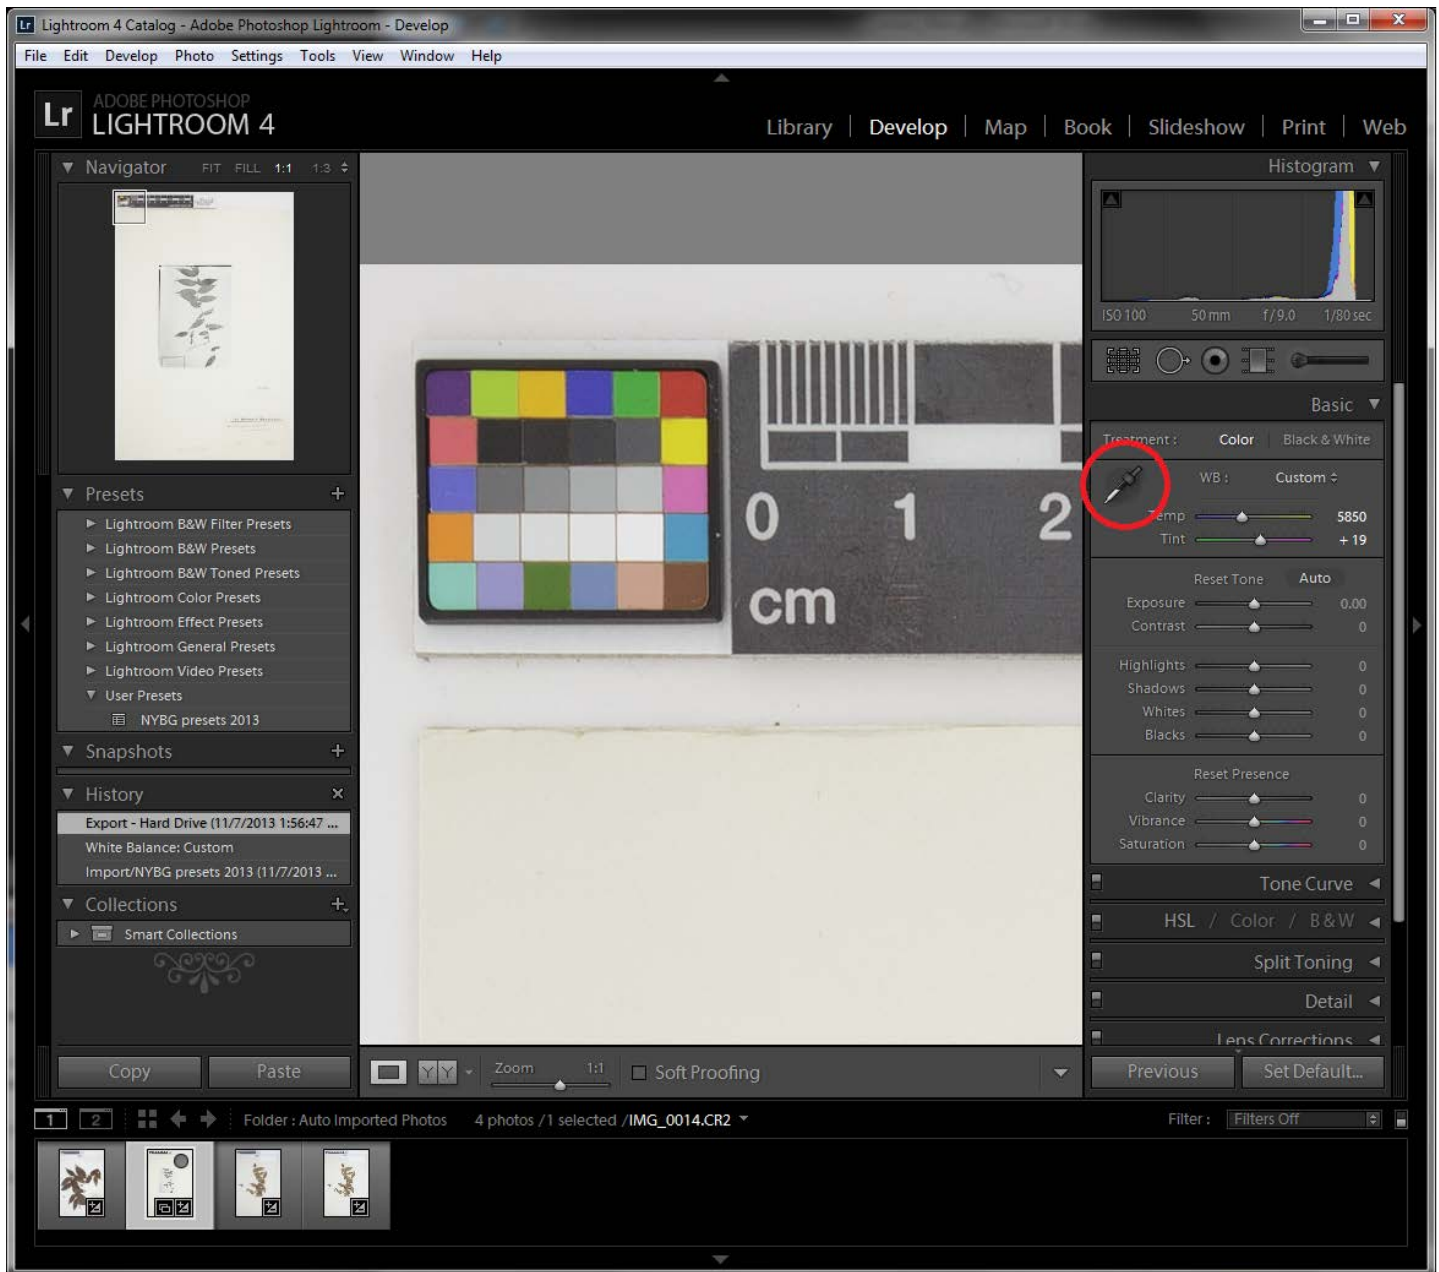 Lr Lightroom 4 Catalog - Adobe Photoshop Lightroom - Develop
File Edit Develop Photo Settings Tools View Window Help
Lr ADOBE PHOTOSHOP
LIGHTROOM 4
Library | Develop | Map | Book | Slideshow | Print | Web
Navigator FIT FILL 1:1 1:3
Presets +
Lightroom B&W Filter Presets
Lightroom B&W Presets
Lightroom B&W Toned Presets
Lightroom Color Presets
Lightroom Effect Presets
Lightroom General Presets
Lightroom Video Presets
User Presets
NYBG presets 2013
Snapshots +
History ×
Export - Hard Drive (11/7/2013 1:56:47 ...
White Balance: Custom
Import/NYBG presets 2013 (11/7/2013 ...
Collections +
Smart Collections
Copy Paste
0 1 2
cm
Histogram
ISO 100 50 mm f / 9.0 1/80 sec
Basic
Treatment : Color Black & White
WB : Custom
Temp 5850
Tint + 19
Reset Tone Auto
Exposure 0.00
Contrast 0
Highlights 0
Shadows 0
Whites 0
Blacks 0
Reset Presence
Clarity 0
Vibrance 0
Saturation 0
Tone Curve
HSL / Color / B & W
Split Toning
Detail
Lens Corrections
Y Y Zoom 1:1 Soft Proofing
Previous Set Default...
1 2 Folder : Auto Imported Photos 4 photos / 1 selected / IMG_0014.CR2
Filter : Filters Off